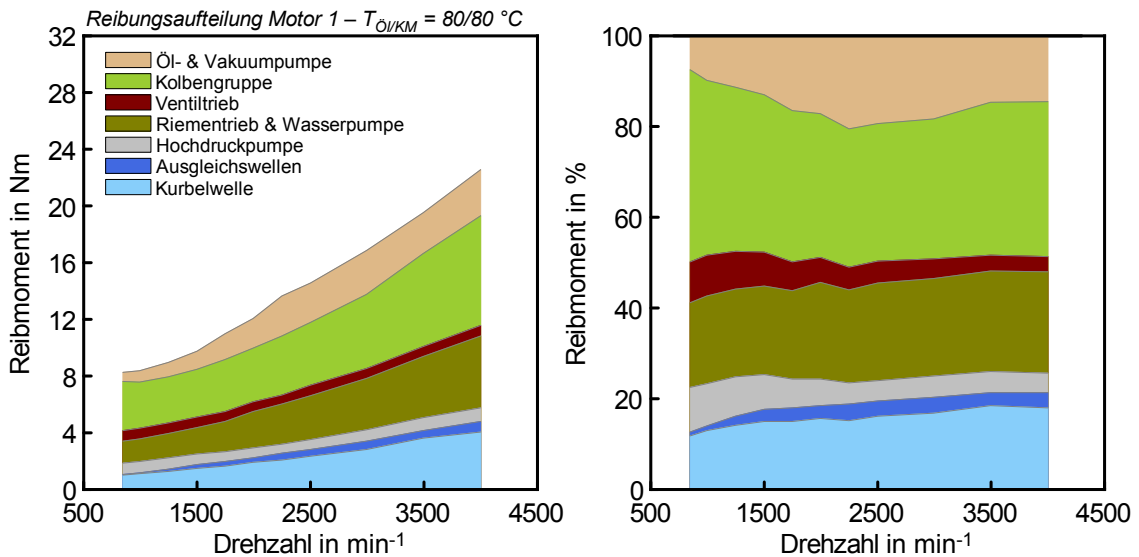 Reibungsaufteilung Motor 1 – T_Öl/KM = 80/80 °C
Reibmoment in Nm
32
28
24
20
16
12
8
4
0
Öl- & Vakuumpumpe
Kolbengruppe
Ventiltrieb
Riementrieb & Wasserpumpe
Hochdruckpumpe
Ausgleichswellen
Kurbelwelle
500 1500 2500 3500 4500
Drehzahl in min⁻¹
Reibmoment in %
100
80
60
40
20
0
500 1500 2500 3500 4500
Drehzahl in min⁻¹